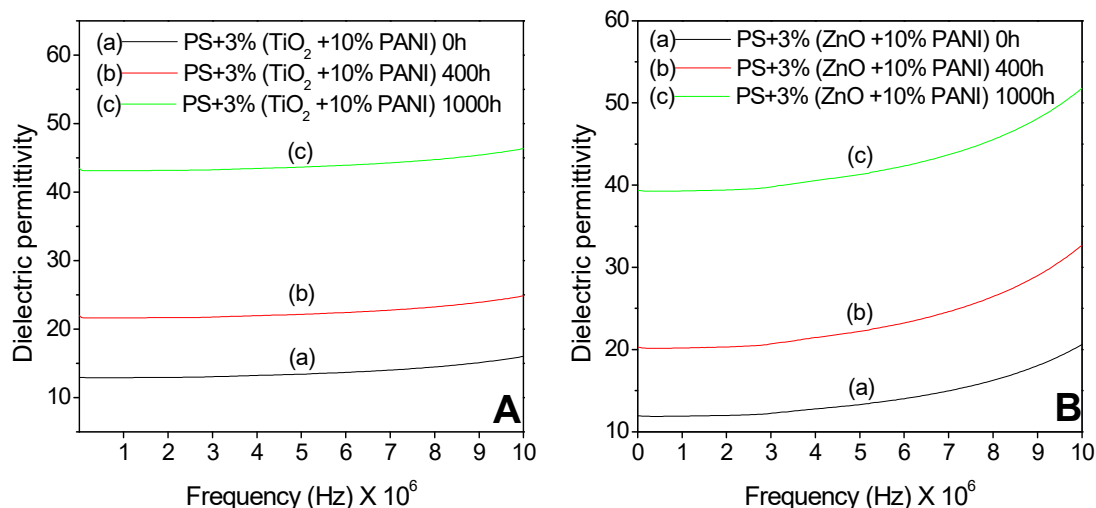 Dielectric permittivity
60
50
40
30
20
10
(a) PS+3% (TiO2 +10% PANI) 0h
(b) PS+3% (TiO2 +10% PANI) 400h
(c) PS+3% (TiO2 +10% PANI) 1000h
(c)
(b)
(a)
A
1 2 3 4 5 6 7 8 9 10
Frequency (Hz) X 10^6
Dielectric permittivity
60
50
40
30
20
10
(a) PS+3% (ZnO +10% PANI) 0h
(b) PS+3% (ZnO +10% PANI) 400h
(c) PS+3% (ZnO +10% PANI) 1000h
(c)
(b)
(a)
B
0 1 2 3 4 5 6 7 8 9 10
Frequency (Hz) X 10^6